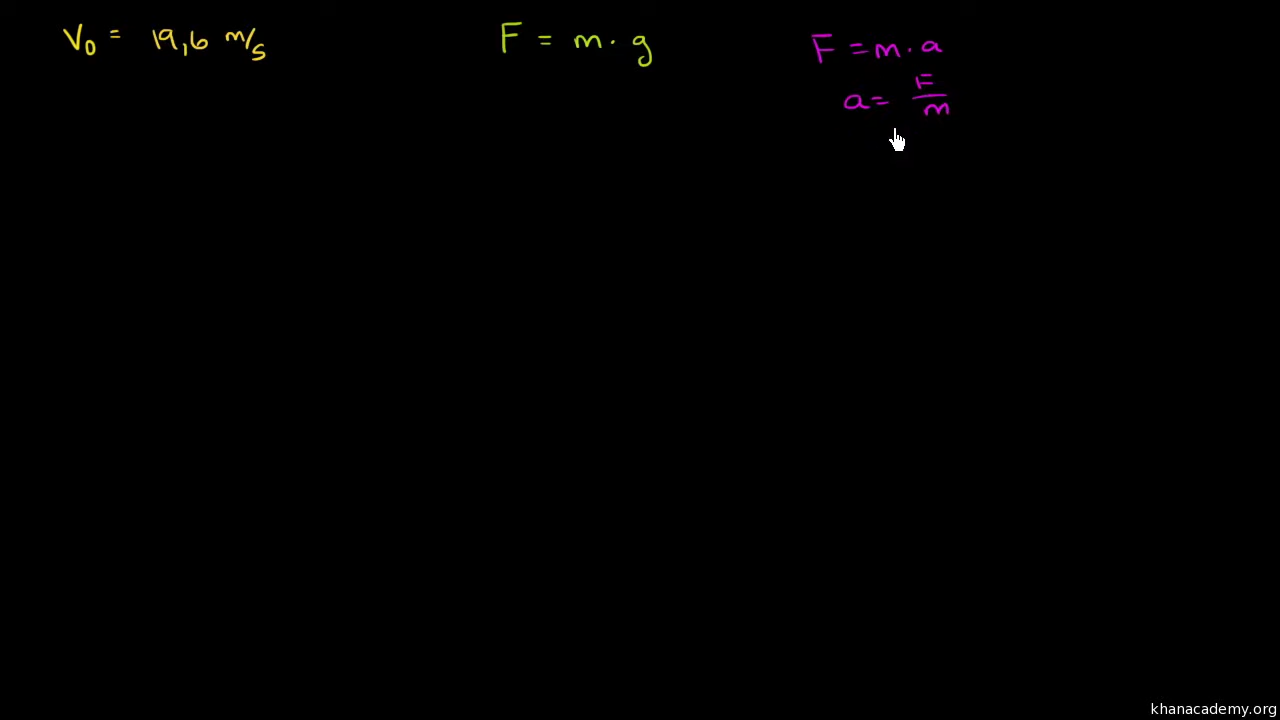 V₀ = 19,6 m/s
F = m · g
F = m · a
a = F/m
khanacademy.org